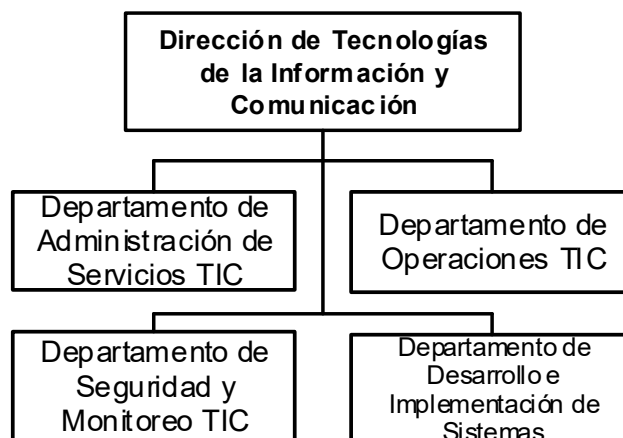 Dirección de Tecnologías
de la Información y
Comunicación
Departamento de
Administración de
Servicios TIC
Departamento de
Operaciones TIC
Departamento de
Seguridad y
Monitoreo TIC
Departamento de
Desarrollo e
Implementación de
Sistemas